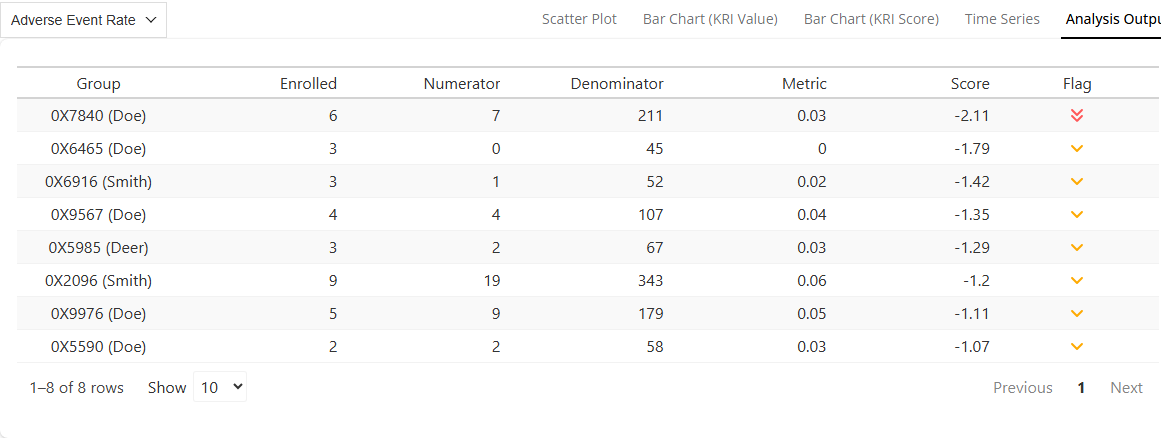 Adverse Event Rate Scatter Plot Bar Chart (KRI Value) Bar Chart (KRI Score) Time Series Analysis Outpu
Group Enrolled Numerator Denominator Metric Score Flag
0X7840 (Doe) 6 7 211 0.03 -2.11
0X6465 (Doe) 3 0 45 0 -1.79
0X6916 (Smith) 3 1 52 0.02 -1.42
0X9567 (Doe) 4 4 107 0.04 -1.35
0X5985 (Deer) 3 2 67 0.03 -1.29
0X2096 (Smith) 9 19 343 0.06 -1.2
0X9976 (Doe) 5 9 179 0.05 -1.11
0X5590 (Doe) 2 2 58 0.03 -1.07
1–8 of 8 rows Show 10 Previous 1 Next